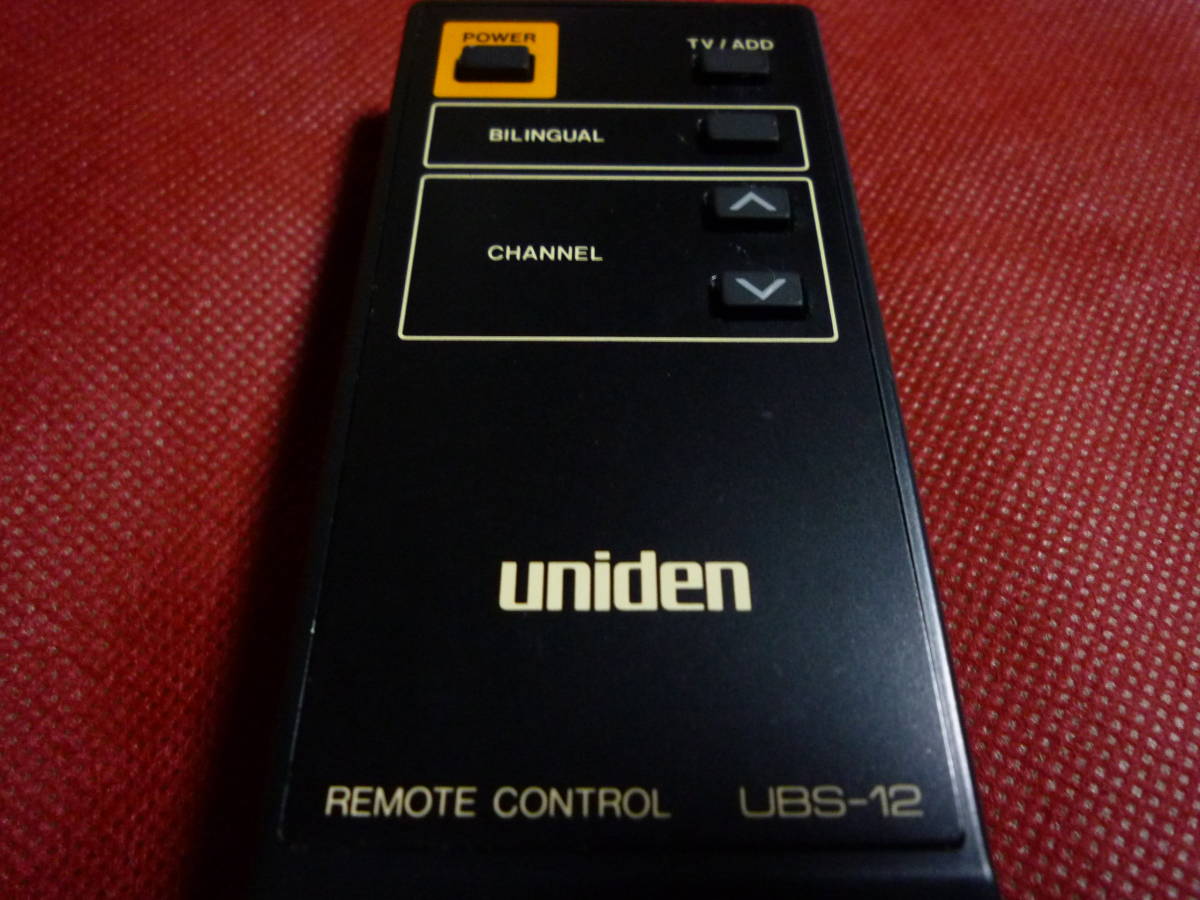 POWER
TV/ADD
BILINGUAL
CHANNEL
uniden
REMOTE CONTROL UBS-12